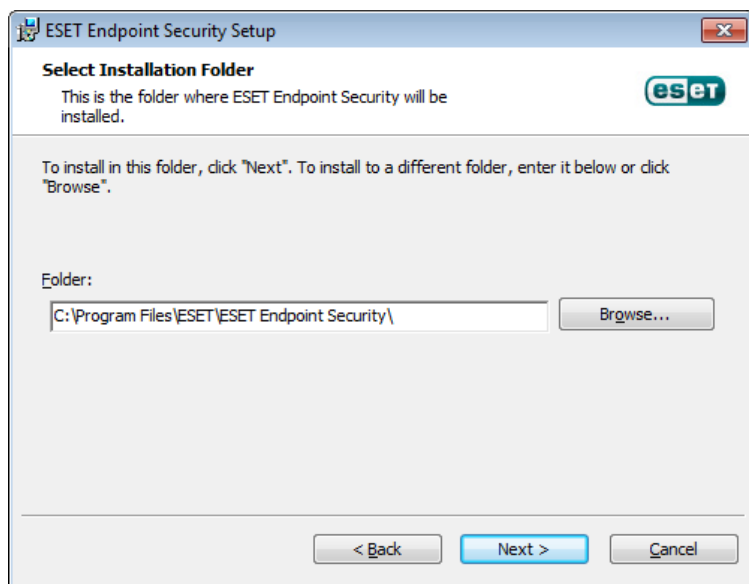 ESET Endpoint Security Setup
Select Installation Folder
This is the folder where ESET Endpoint Security will be
installed.
eseT
To install in this folder, click "Next". To install to a different folder, enter it below or click
"Browse".
Folder:
C:\Program Files\ESET\ESET Endpoint Security\
Browse...
< Back
Next >
Cancel